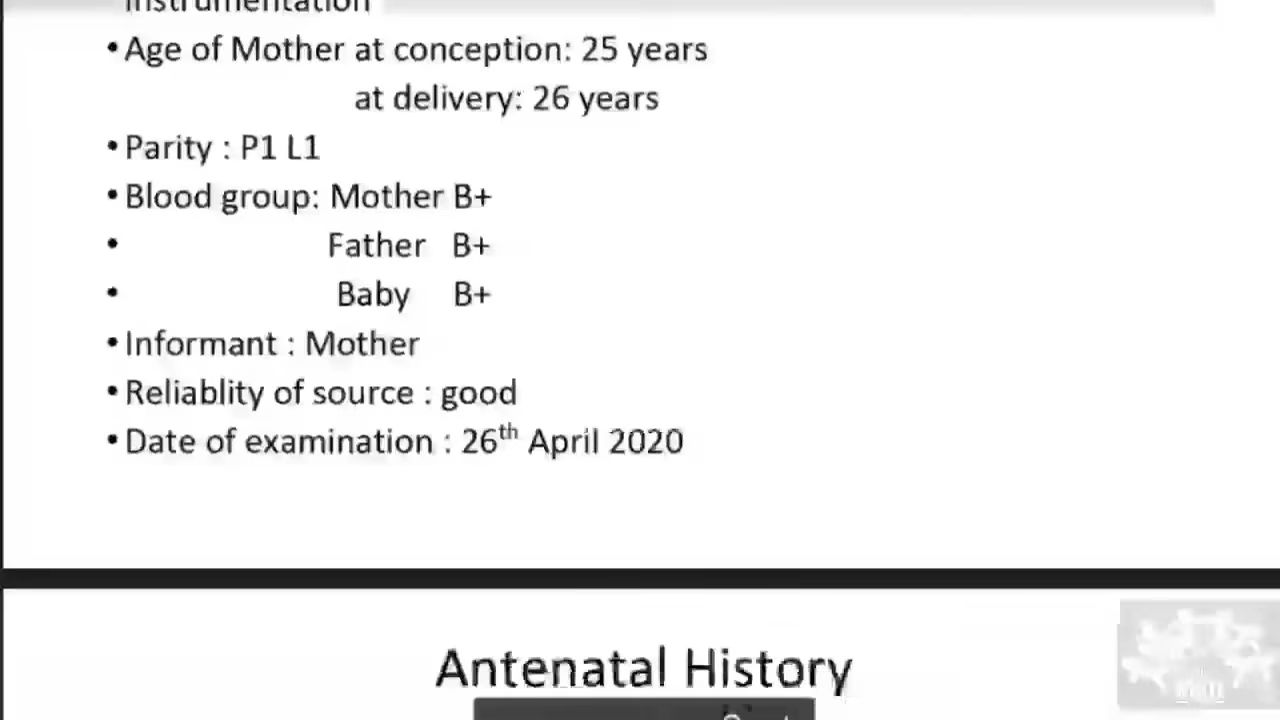 instrumentation
•Age of Mother at conception: 25 years
at delivery: 26 years
•Parity : P1 L1
•Blood group: Mother B+
• Father B+
• Baby B+
•Informant : Mother
•Reliablity of source : good
•Date of examination : 26th April 2020
Antenatal History